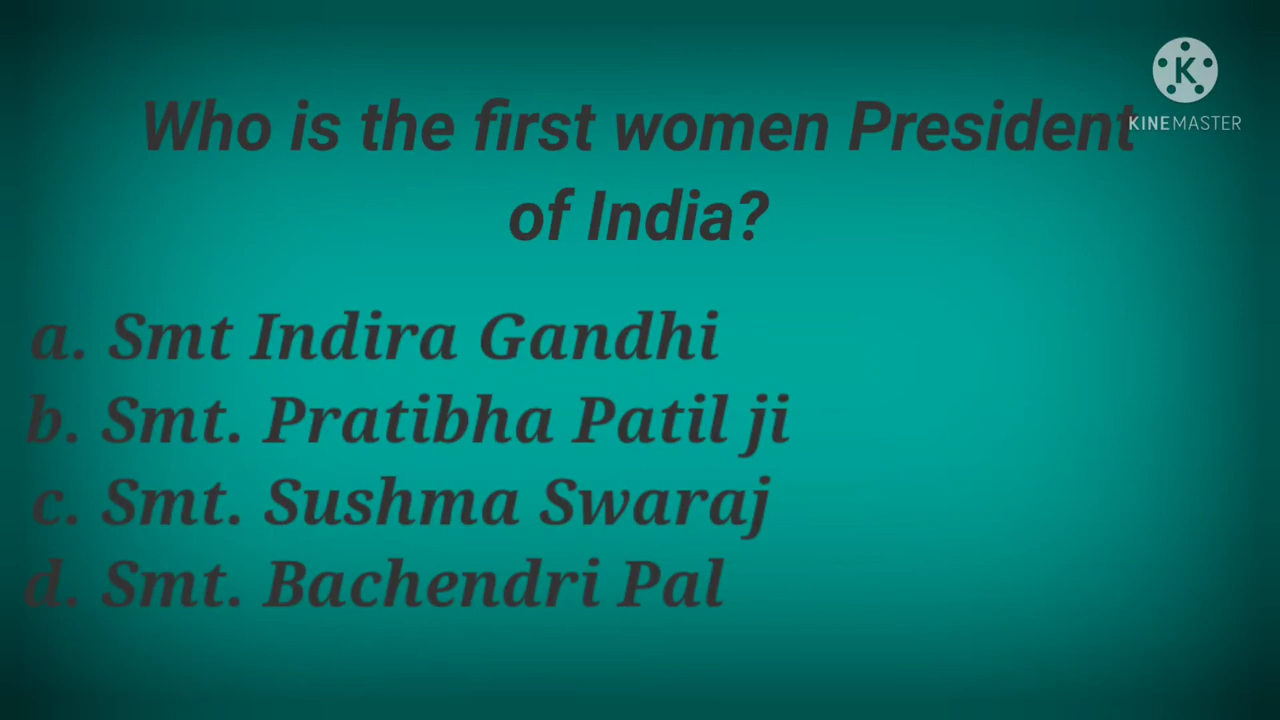 Who is the first women President
of India?
K
KINEMASTER
a. Smt Indira Gandhi
b. Smt. Pratibha Patil ji
c. Smt. Sushma Swaraj
d. Smt. Bachendri Pal